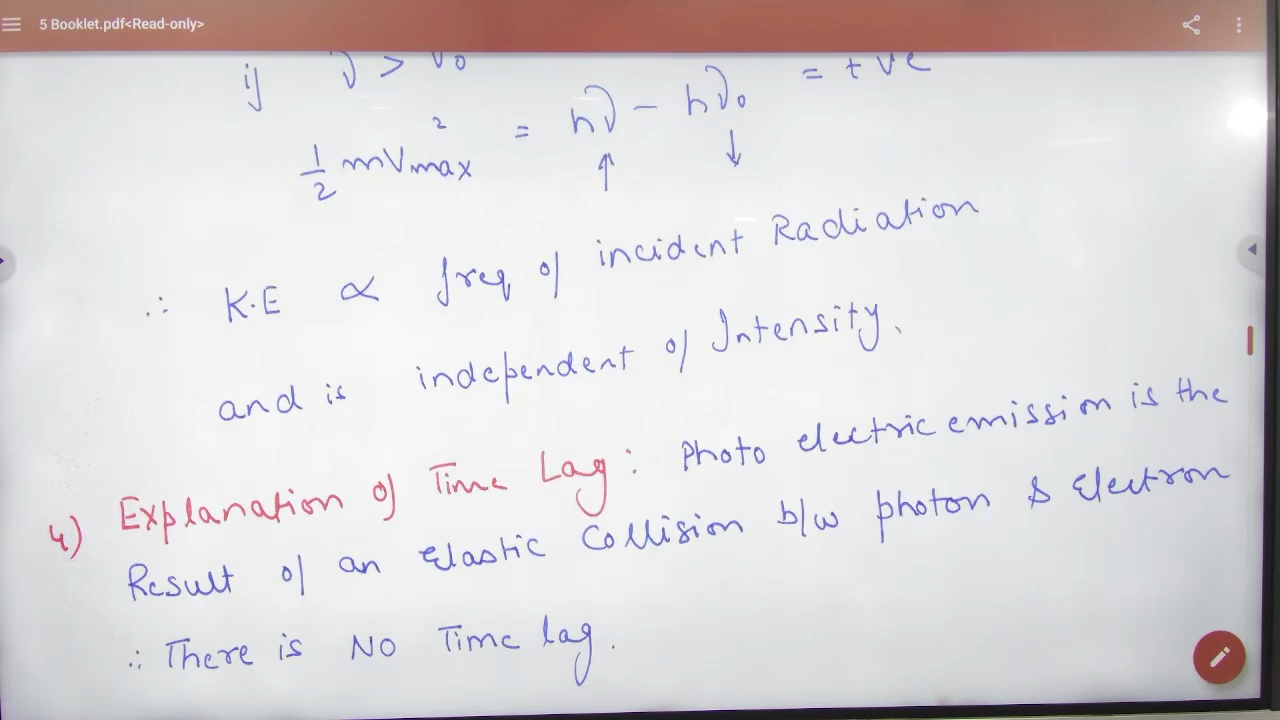 5 Booklet.pdf<Read-only>
if ν > ν₀
½ mVmax² = hν − hν₀ = +ve
↑ ↓
∴ K.E ∝ freq of incident Radiation
and is independent of Intensity.
4) Explanation of Time Lag: Photo electric emission is the
Result of an Elastic Collision b/w photon & Electron
∴ There is NO Time lag.